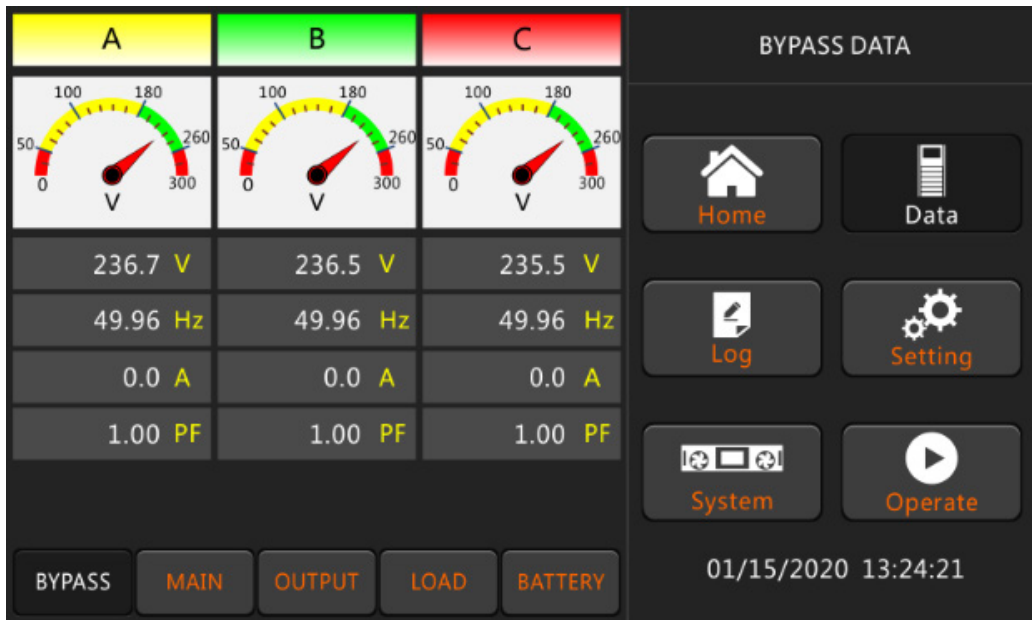 A B C
BYPASS DATA
100 180
50 260
0 300
V
100 180
50 260
0 300
V
100 180
50 260
0 300
V
236.7 V 236.5 V 235.5 V
49.96 Hz 49.96 Hz 49.96 Hz
0.0 A 0.0 A 0.0 A
1.00 PF 1.00 PF 1.00 PF
BYPASS MAIN OUTPUT LOAD BATTERY
Home Data
Log Setting
System Operate
01/15/2020 13:24:21